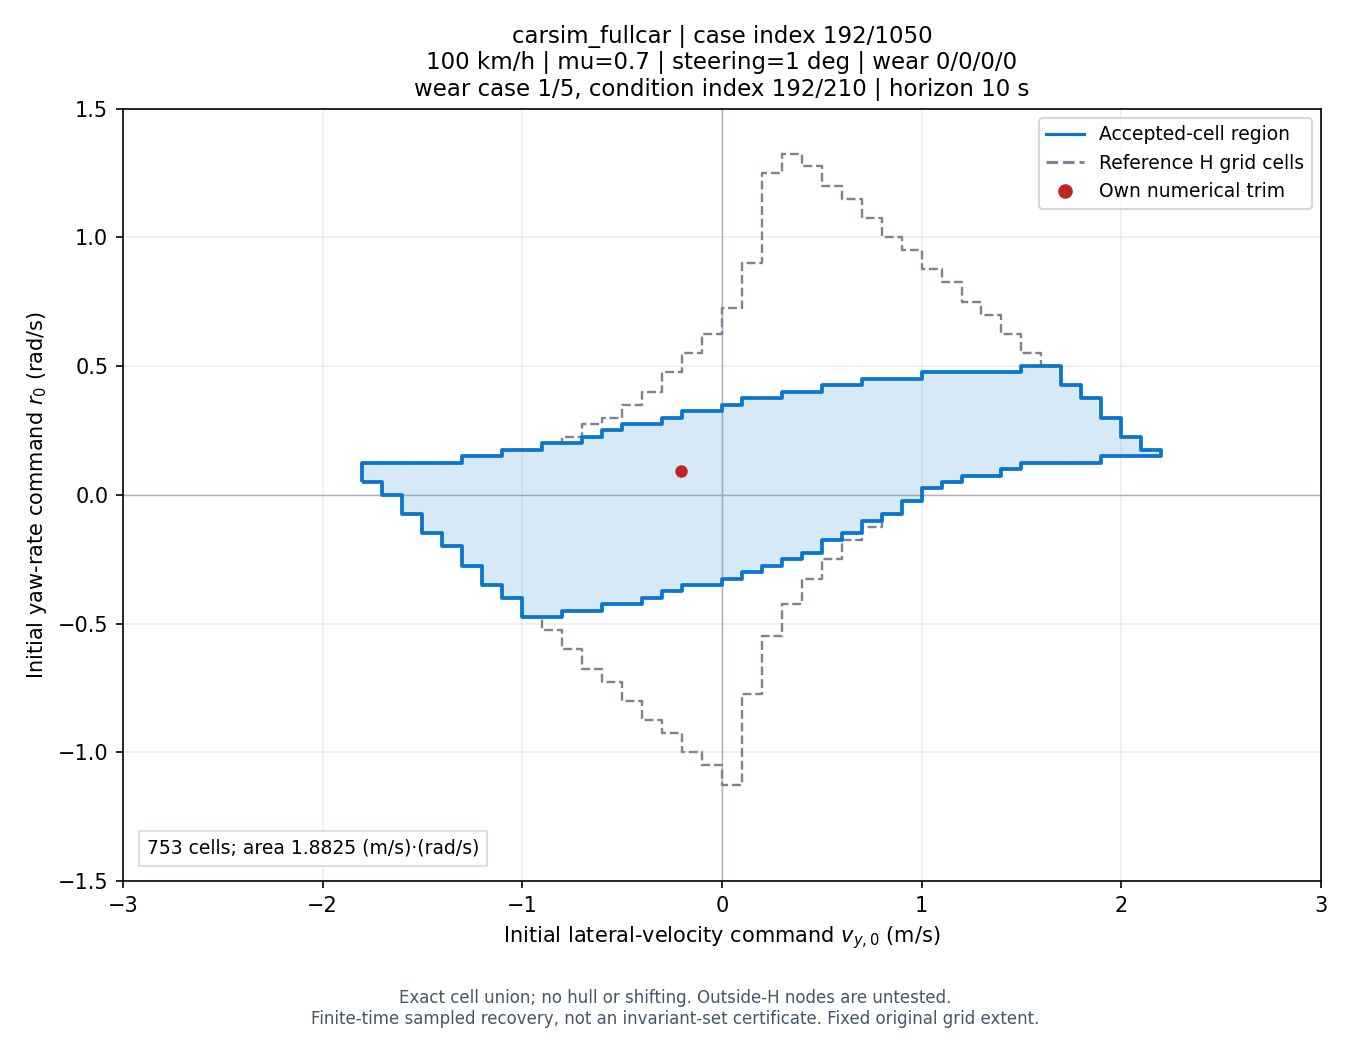 carsim_fullcar | case index 192/1050
100 km/h | mu=0.7 | steering=1 deg | wear 0/0/0/0
wear case 1/5, condition index 192/210 | horizon 10 s
Accepted-cell region
Reference H grid cells
Own numerical trim
1.5
1.0
0.5
0.0
−0.5
−1.0
−1.5
Initial yaw-rate command r₀ (rad/s)
753 cells; area 1.8825 (m/s)·(rad/s)
−3
−2
−1
0
1
2
3
Initial lateral-velocity command v_{y,0} (m/s)
Exact cell union; no hull or shifting. Outside-H nodes are untested.
Finite-time sampled recovery, not an invariant-set certificate. Fixed original grid extent.